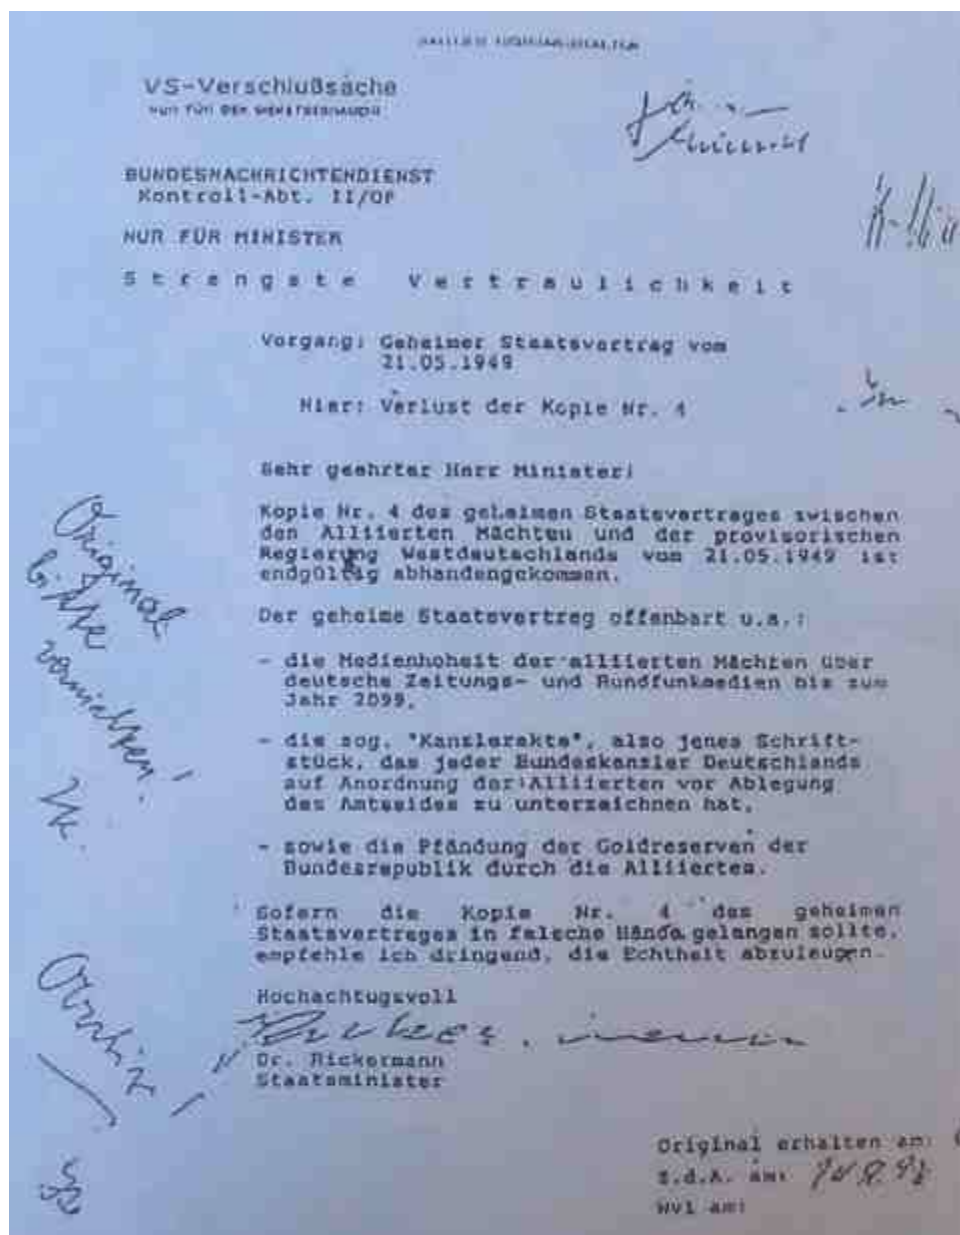 VS-Verschlußsache
NUR FÜR DEN DIENSTGEBRAUCH
BUNDESNACHRICHTENDIENST
Kontroll-Abt. II/OP
NUR FÜR MINISTER
Strengste Vertraulichkeit
Vorgang: Geheimer Staatsvertrag vom
21.05.1949
Hier: Verlust der Kopie Nr. 4
Sehr geehrter Herr Minister!
Kopie Nr. 4 des geheimen Staatsvertrages zwischen
den Alliierten Mächten und der provisorischen
Regierung Westdeutschlands vom 21.05.1949 ist
endgültig abhandengekommen.
Der geheime Staatsvertrag offenbart u.a.:
- die Medienhoheit der alliierten Mächten über
deutsche Zeitungs- und Rundfunkmedien bis zum
Jahr 2099,
- die sog. "Kanzlerakte", also jenes Schrift-
stück, das jeder Bundeskanzler Deutschlands
auf Anordnung der Alliierten vor Ablegung
des Amtseides zu unterzeichnen hat,
- sowie die Pfändung der Goldreserven der
Bundesrepublik durch die Alliierten.
Sofern die Kopie Nr. 4 des geheimen
Staatsvertrages in falsche Hände gelangen sollte,
empfehle ich dringend, die Echtheit abzuleugnen.
Hochachtugsvoll
Dr. Rickermann
Staatsminister
Original
bitte
vernichten!
Original erhalten am:
Z.d.A. am:
Wvl am: